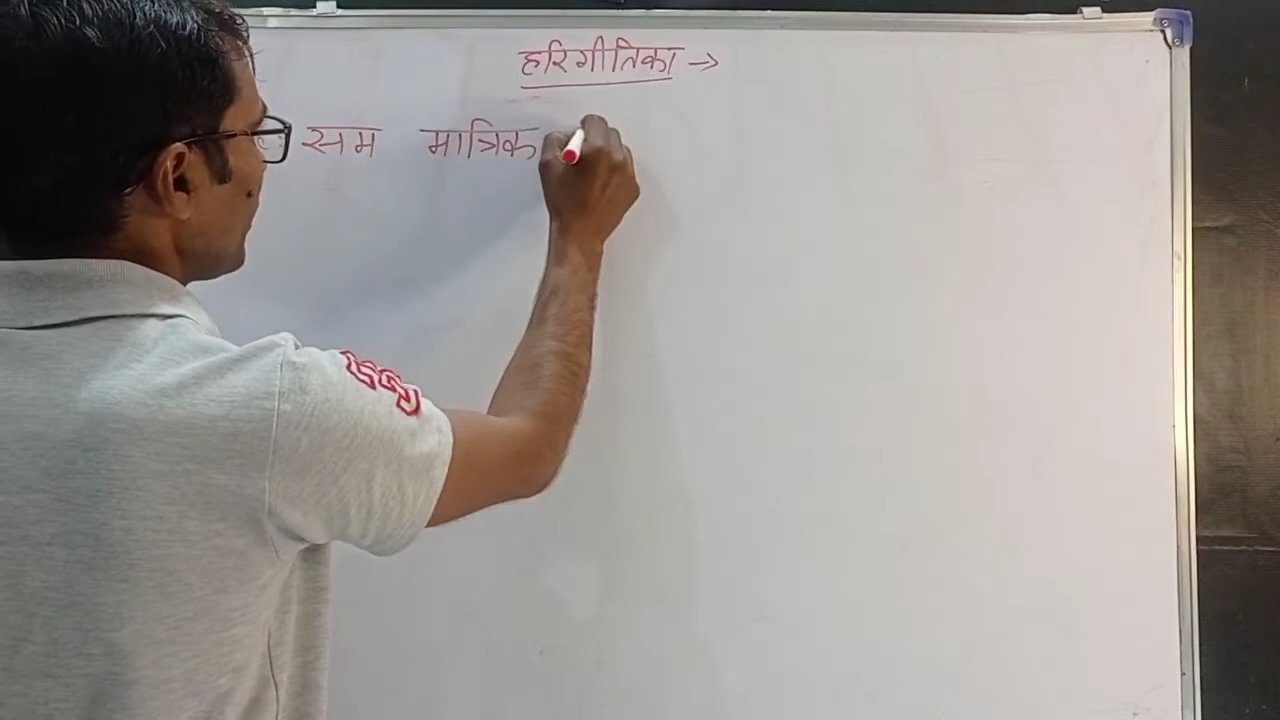 हरिगीतिका →
सम मात्रिक